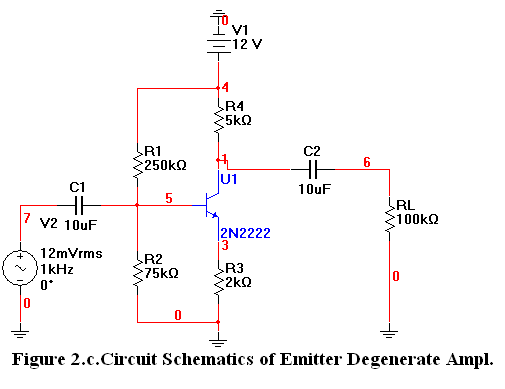 0
V1
12 V
4
R4
5kΩ
R1
250kΩ
1
C2
6
U1
10uF
C1
5
RL
100kΩ
7
V2 10uF
2N2222
3
12mVrms
1kHz
0°
R2
75kΩ
R3
2kΩ
0
0
0
Figure 2.c.Circuit Schematics of Emitter Degenerate Ampl.